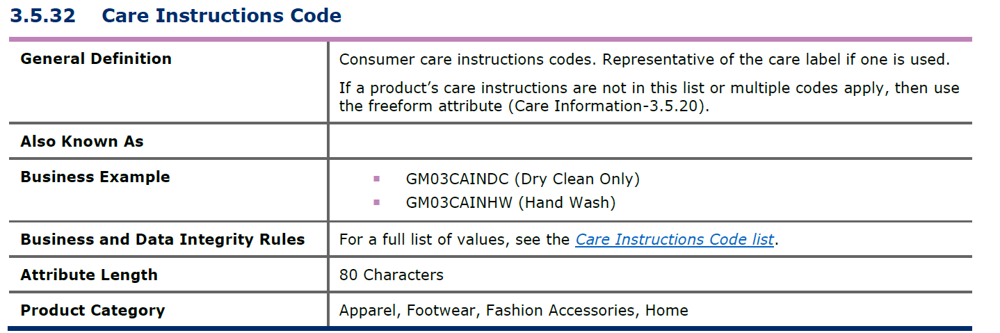 3.5.32 Care Instructions Code
General Definition
Consumer care instructions codes. Representative of the care label if one is used.
If a product’s care instructions are not in this list or multiple codes apply, then use
the freeform attribute (Care Information-3.5.20).
Also Known As
Business Example
▪ GM03CAINDC (Dry Clean Only)
▪ GM03CAINHW (Hand Wash)
Business and Data Integrity Rules
For a full list of values, see the Care Instructions Code list.
Attribute Length
80 Characters
Product Category
Apparel, Footwear, Fashion Accessories, Home